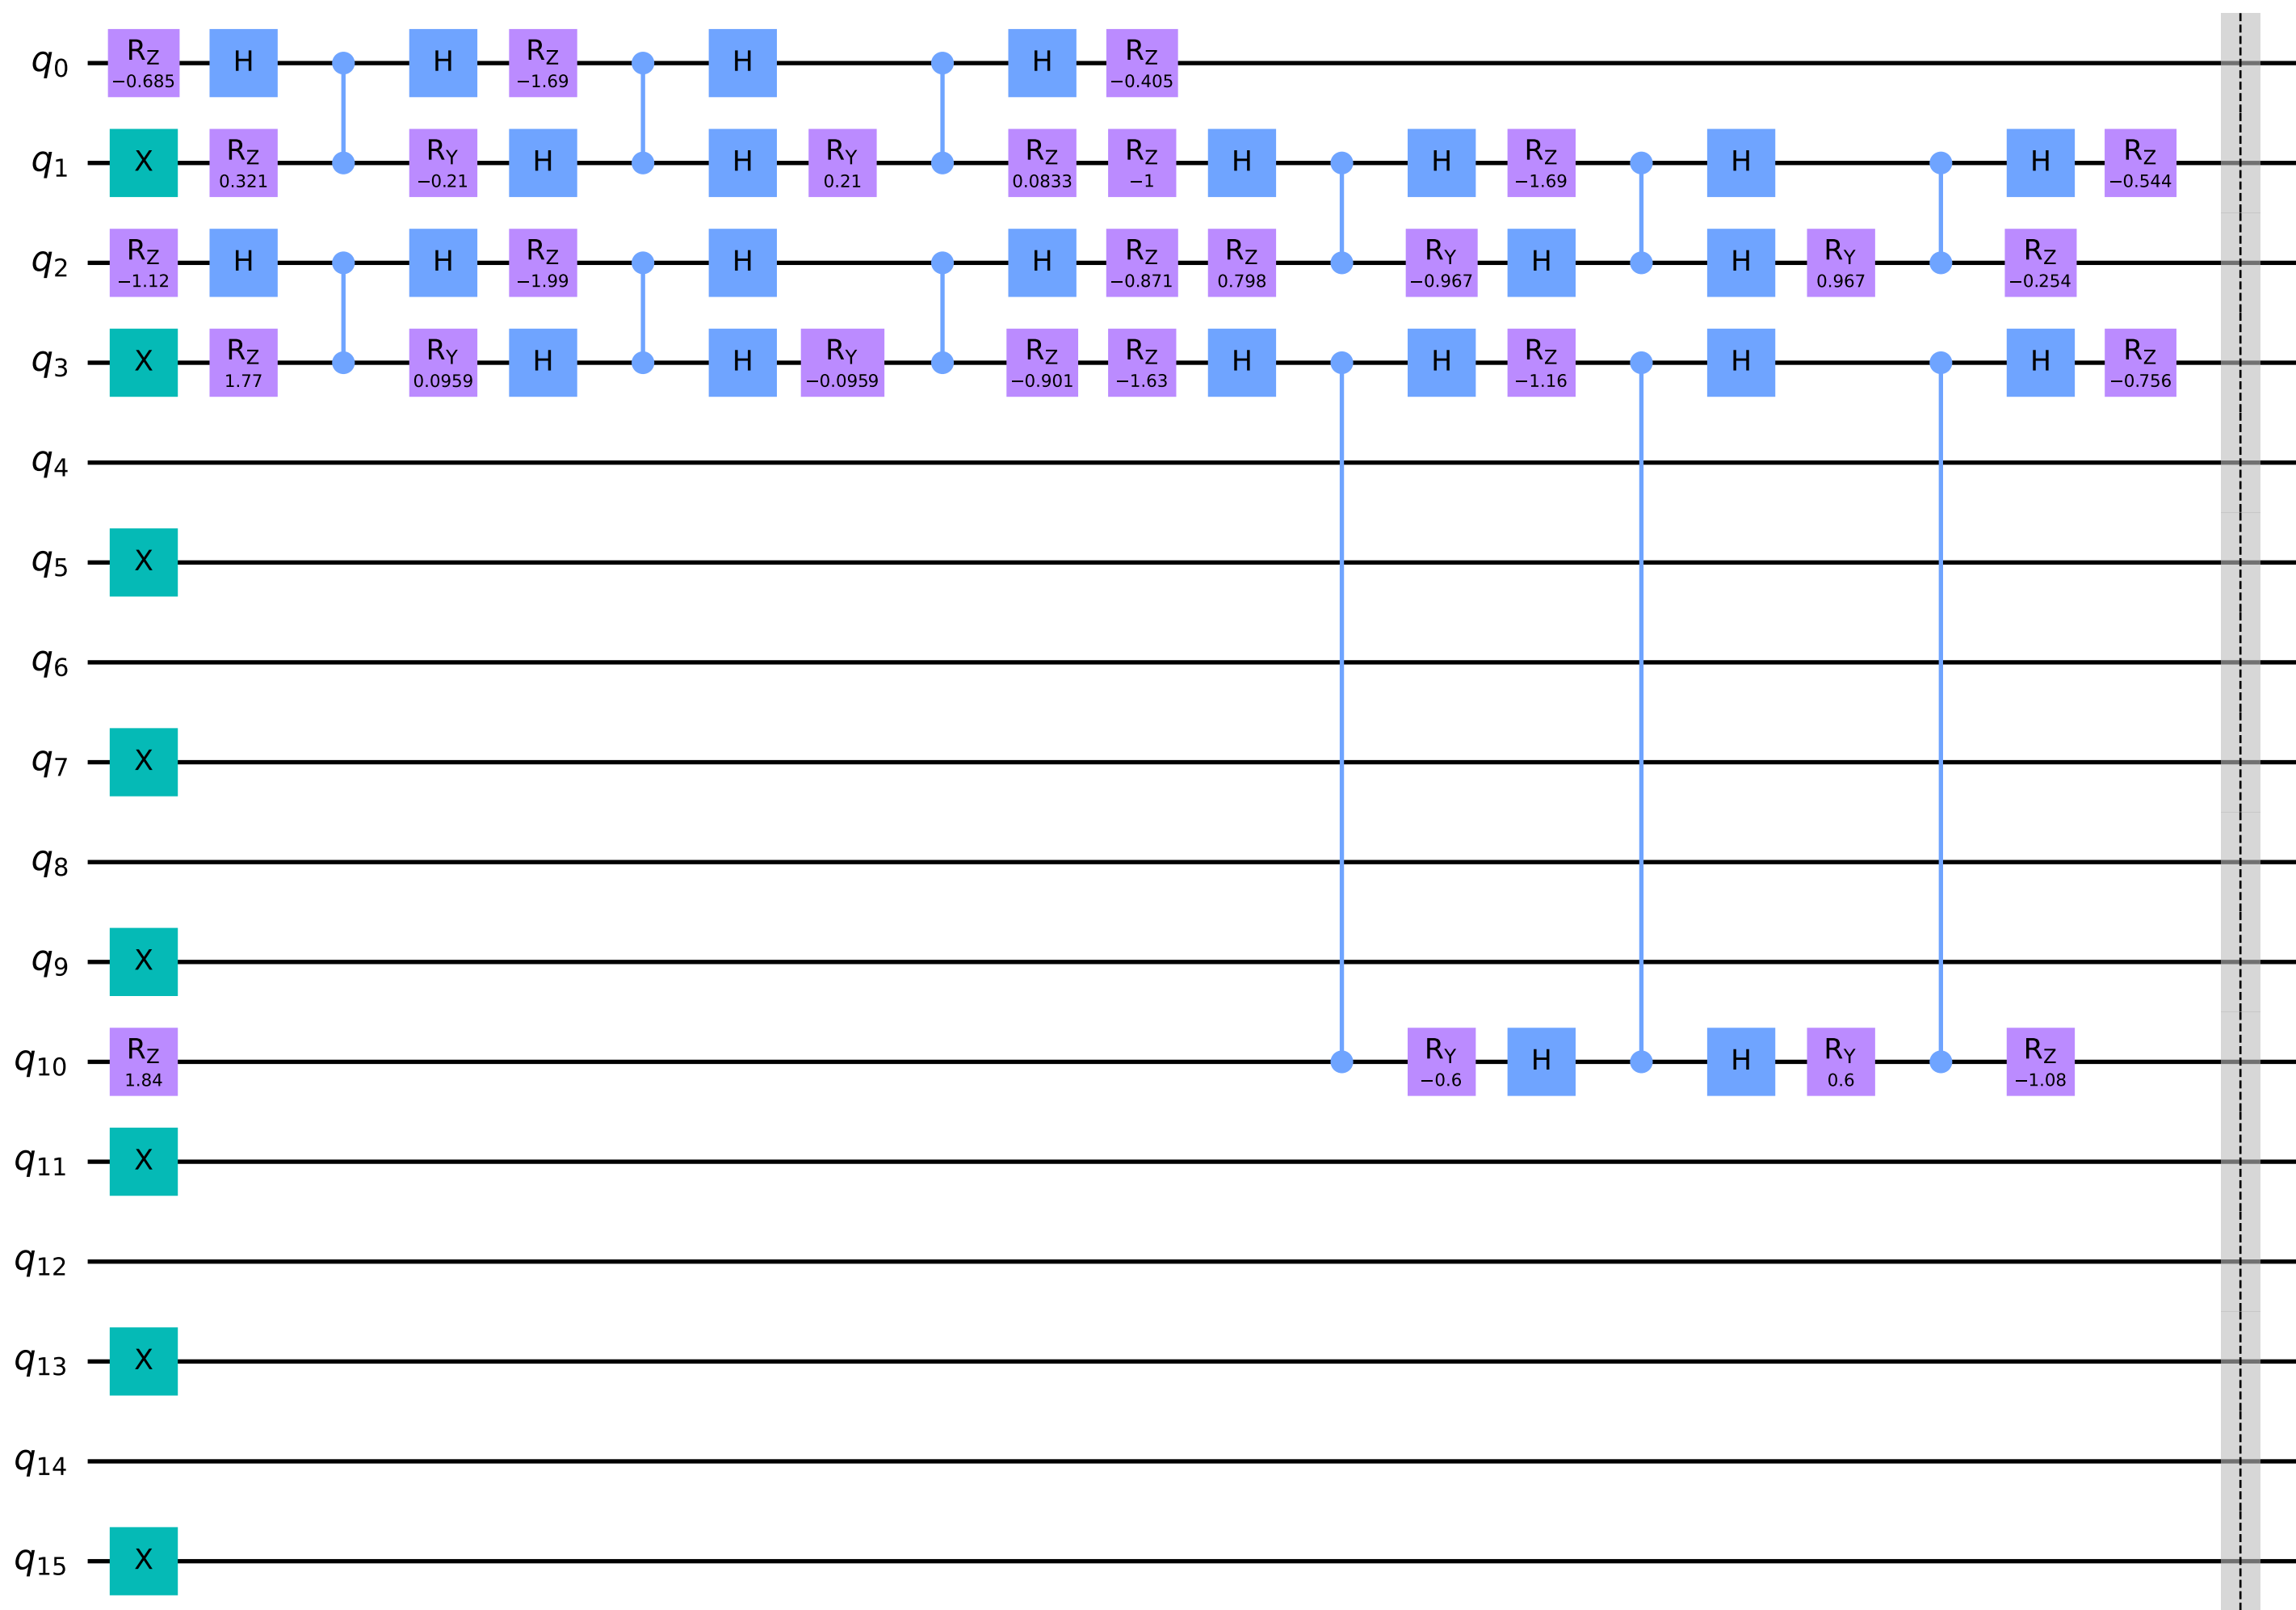 q0 RZ −0.685 H H RZ −1.69 H H RZ −0.405
q1 X RZ 0.321 RY −0.21 H H RY 0.21 RZ 0.0833 RZ −1 H H RZ −1.69 H H RZ −0.544
q2 RZ −1.12 H H RZ −1.99 H H RZ −0.871 RZ 0.798 RY −0.967 H H RY 0.967 RZ −0.254
q3 X RZ 1.77 RY 0.0959 H H RY −0.0959 RZ −0.901 RZ −1.63 H H RZ −1.16 H H RZ −0.756
q4
q5 X
q6
q7 X
q8
q9 X
q10 RZ 1.84 RY −0.6 H H RY 0.6 RZ −1.08
q11 X
q12
q13 X
q14
q15 X